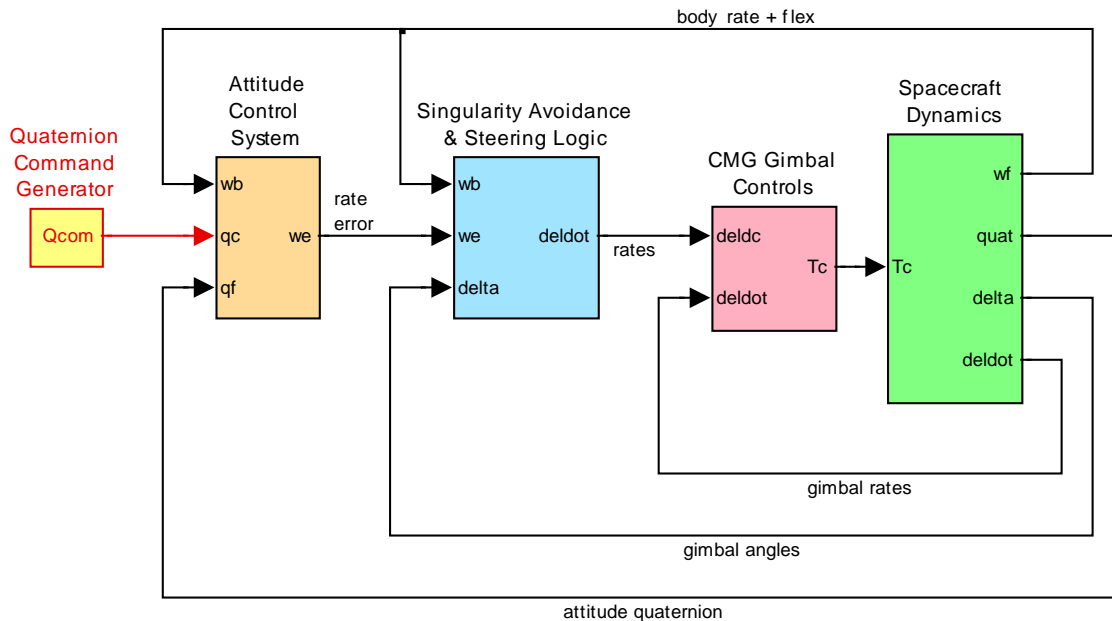 body rate + flex
Attitude
Control
System
Singularity Avoidance
& Steering Logic
Spacecraft
Dynamics
CMG Gimbal
Controls
Quaternion
Command
Generator
Qcom
wb
qc
qf
we
rate
error
wb
we
delta
deldot
rates
deldc
deldot
Tc
Tc
wf
quat
delta
deldot
gimbal rates
gimbal angles
attitude quaternion